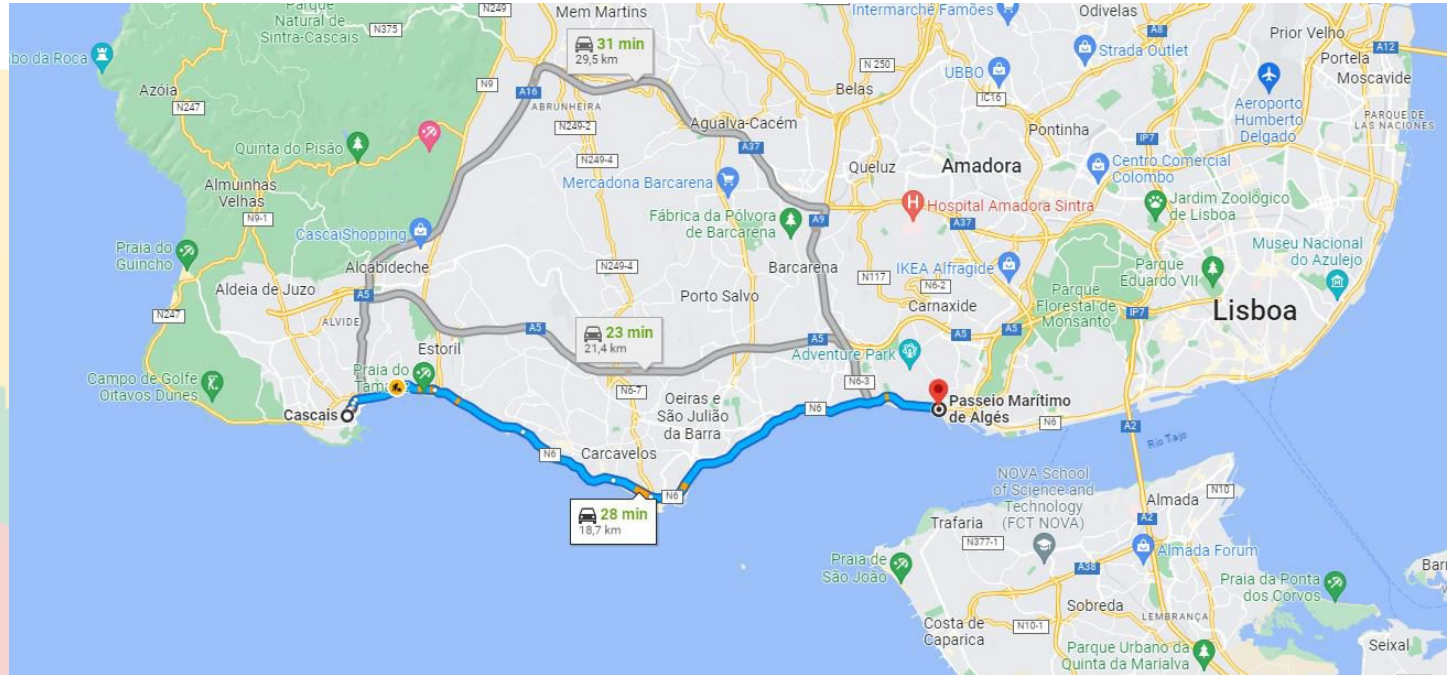 Parque
Natural de
Sintra-Cascais
N375
N249
Mem Martins
Intermarché Famões
Odivelas
A8
Prior Velho
Portela
A12
Moscavide
bo da Roca
Azóia
N247
N9
A16
31 min
29,5 km
ABRUNHEIRA
N249-2
N 250
Belas
UBBO
IC16
Strada Outlet
Aeroporto
Humberto
Delgado
PARQUE DE
LAS NACIONES
Pontinha
IP7
Quinta do Pisão
Agualva-Cacém
A37
N249-4
Mercadona Barcarena
Queluz
Amadora
Centro Comercial
Colombo
Almuinhas
Velhas
N9-1
Fábrica da Pólvora
de Barcarena
A9
Hospital Amadora Sintra
A37
Jardim Zoológico
de Lisboa
Museu Nacional
do Azulejo
CascaiShopping
Praia do
Guincho
Alcabideche
N249-4
Barcarena
N117
IKEA Alfragide
N6-2
Parque
Eduardo VII
Aldeia de Juzo
A5
Porto Salvo
Carnaxide
Parque
Florestal de
Monsanto
IP7
Lisboa
N247
ALVIDE
A5
23 min
21,4 km
A5
A5
A5
Estoril
Adventure Park
Praia do
Campo de Golfe
Oitavos Dunes
N6-7
N6-3
Cascais
Oeiras e
São Julião
da Barra
N6
Passeio Marítimo
de Algés
N6
A2
Rio Tajo
N6
Carcavelos
N6
28 min
18,7 km
NOVA School
of Science and
Technology
(FCT NOVA)
Almada
N10
Trafaria
N377-1
A2
Almada Forum
Praia de
São João
A38
Praia da Ponta
dos Corvos
Sobreda
LEMBRANÇA
Costa de
Caparica
N10-1
Parque Urbano da
Quinta da Marialva
Seixal